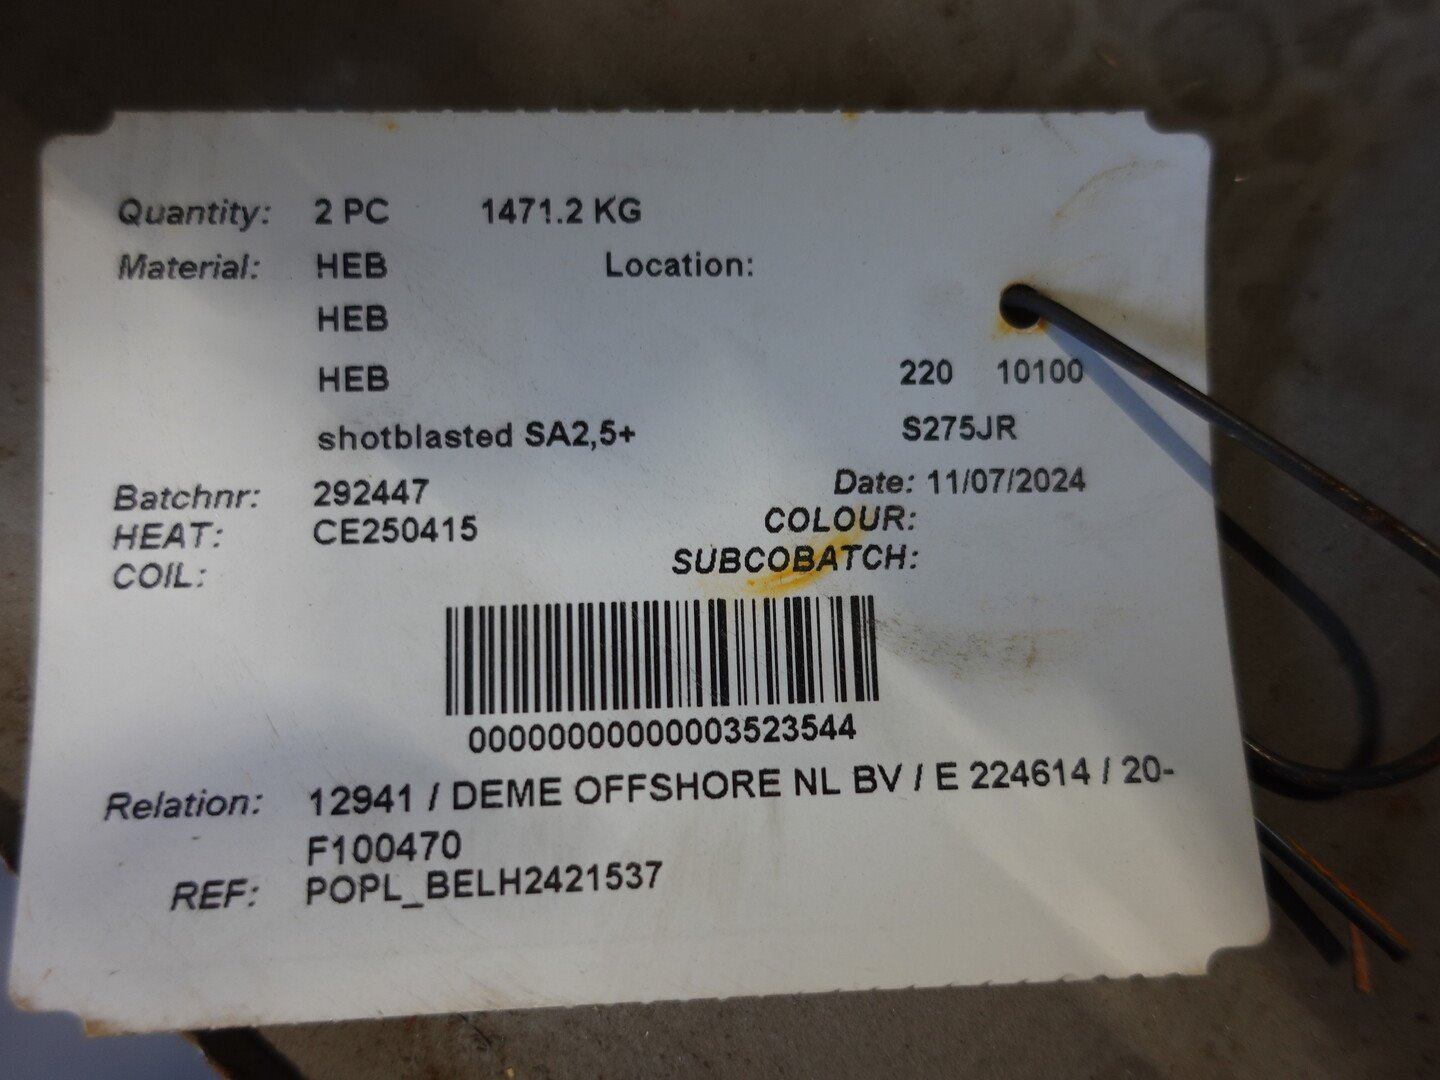 Quantity: 2 PC 1471.2 KG
Material: HEB Location:
HEB
HEB 220 10100
shotblasted SA2,5+ S275JR
Batchnr: 292447 Date: 11/07/2024
HEAT: CE250415 COLOUR:
COIL: SUBCOBATCH:
00000000000003523544
Relation: 12941 / DEME OFFSHORE NL BV / E 224614 / 20-
F100470
REF: POPL_BELH2421537